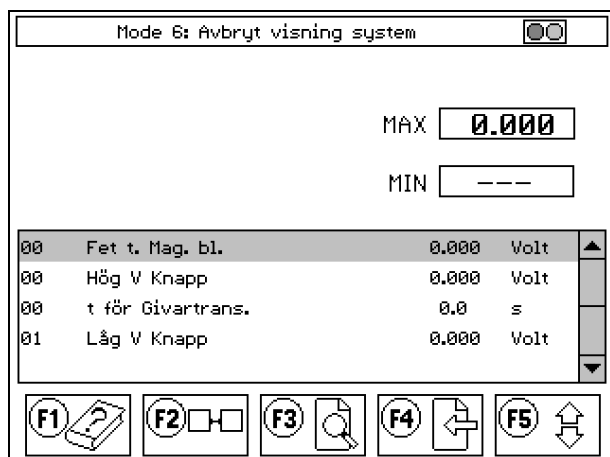 Mode 6: Avbryt visning system
MAX 0.000
MIN ---
00 Fet t. Mag. bl. 0.000 Volt
00 Hög V Knapp 0.000 Volt
00 t för Givartrans. 0.0 s
01 Låg V Knapp 0.000 Volt
F1 ? F2 F3 F4 F5